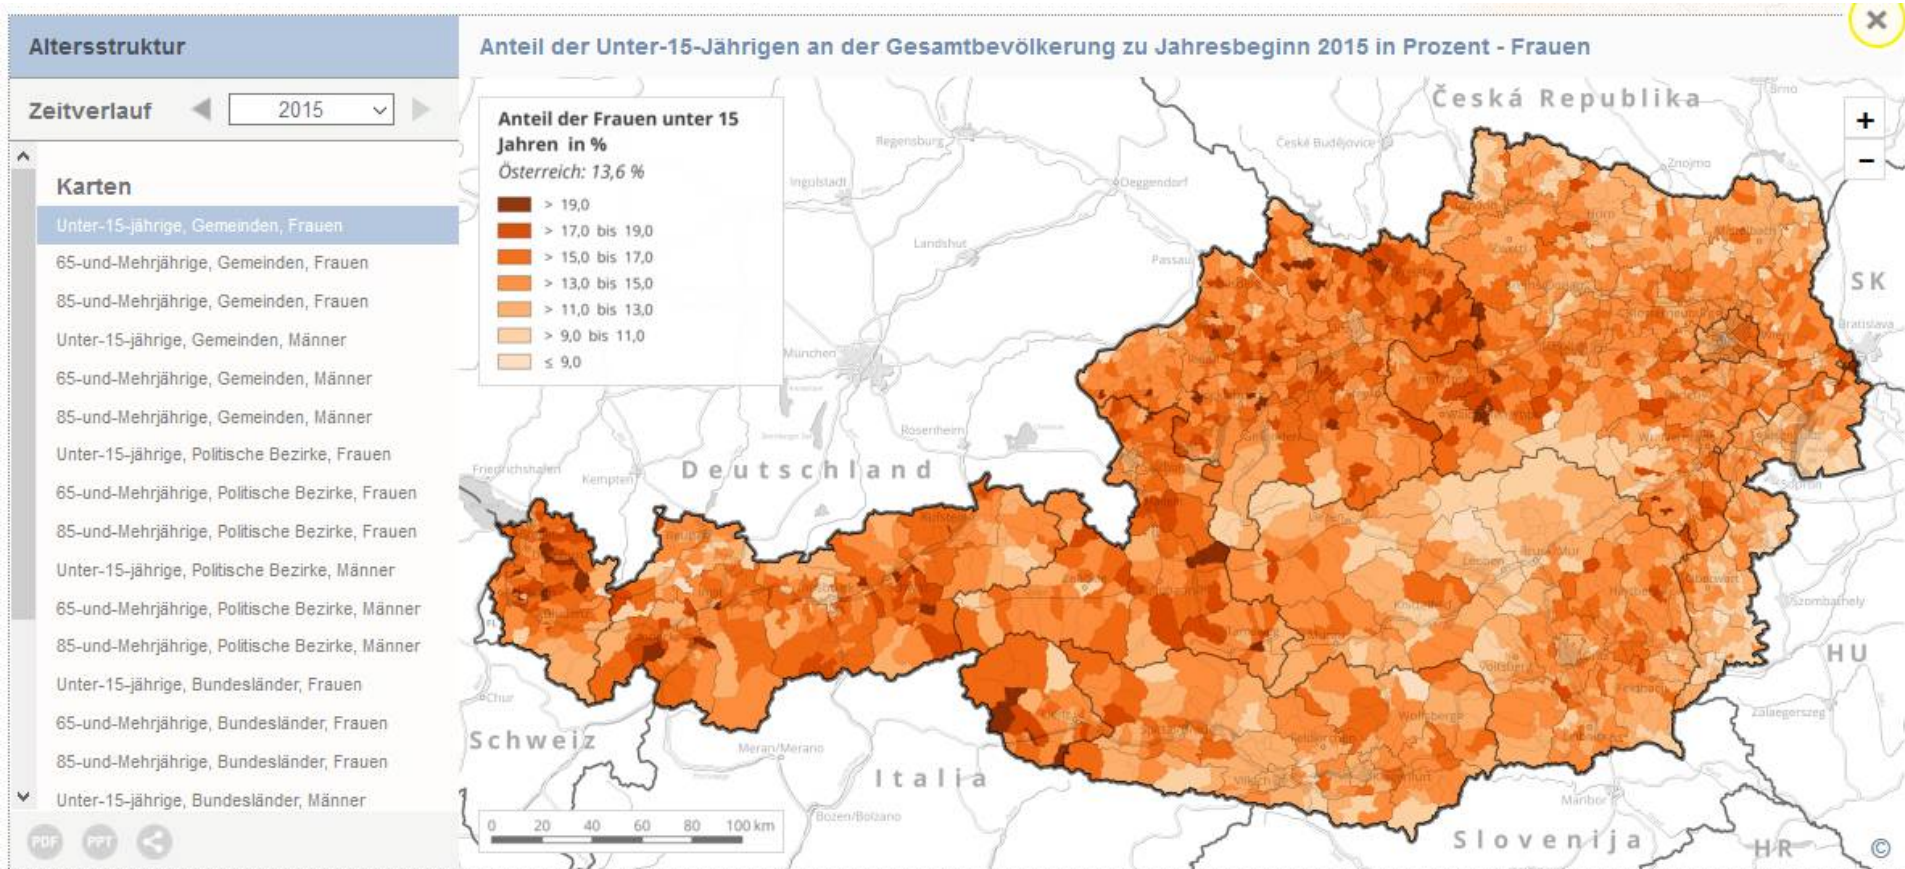 Altersstruktur
Anteil der Unter-15-Jährigen an der Gesamtbevölkerung zu Jahresbeginn 2015 in Prozent - Frauen
Zeitverlauf
2015
Karten
Unter-15-jährige, Gemeinden, Frauen
65-und-Mehrjährige, Gemeinden, Frauen
85-und-Mehrjährige, Gemeinden, Frauen
Unter-15-jährige, Gemeinden, Männer
65-und-Mehrjährige, Gemeinden, Männer
85-und-Mehrjährige, Gemeinden, Männer
Unter-15-jährige, Politische Bezirke, Frauen
65-und-Mehrjährige, Politische Bezirke, Frauen
85-und-Mehrjährige, Politische Bezirke, Frauen
Unter-15-jährige, Politische Bezirke, Männer
65-und-Mehrjährige, Politische Bezirke, Männer
85-und-Mehrjährige, Politische Bezirke, Männer
Unter-15-jährige, Bundesländer, Frauen
65-und-Mehrjährige, Bundesländer, Frauen
85-und-Mehrjährige, Bundesländer, Frauen
Unter-15-jährige, Bundesländer, Männer
PDF
PPT
Anteil der Frauen unter 15
Jahren in %
Österreich: 13,6 %
> 19,0
> 17,0 bis 19,0
> 15,0 bis 17,0
> 13,0 bis 15,0
> 11,0 bis 13,0
> 9,0 bis 11,0
≤ 9,0
Česká Republika
Brno
+
−
Regensburg
České Budějovice
Znojmo
Ingolstadt
Deggendorf
Landshut
Passau
SK
Bratislava
München
Rosenheim
Deutschland
Friedrichshafen
Kempten
Sopron
Szombathely
HU
Chur
Schweiz
Meran/Merano
Italia
Zalaegerszeg
Maribor
Bozen/Bolzano
Slovenija
HR
©
0 20 40 60 80 100 km